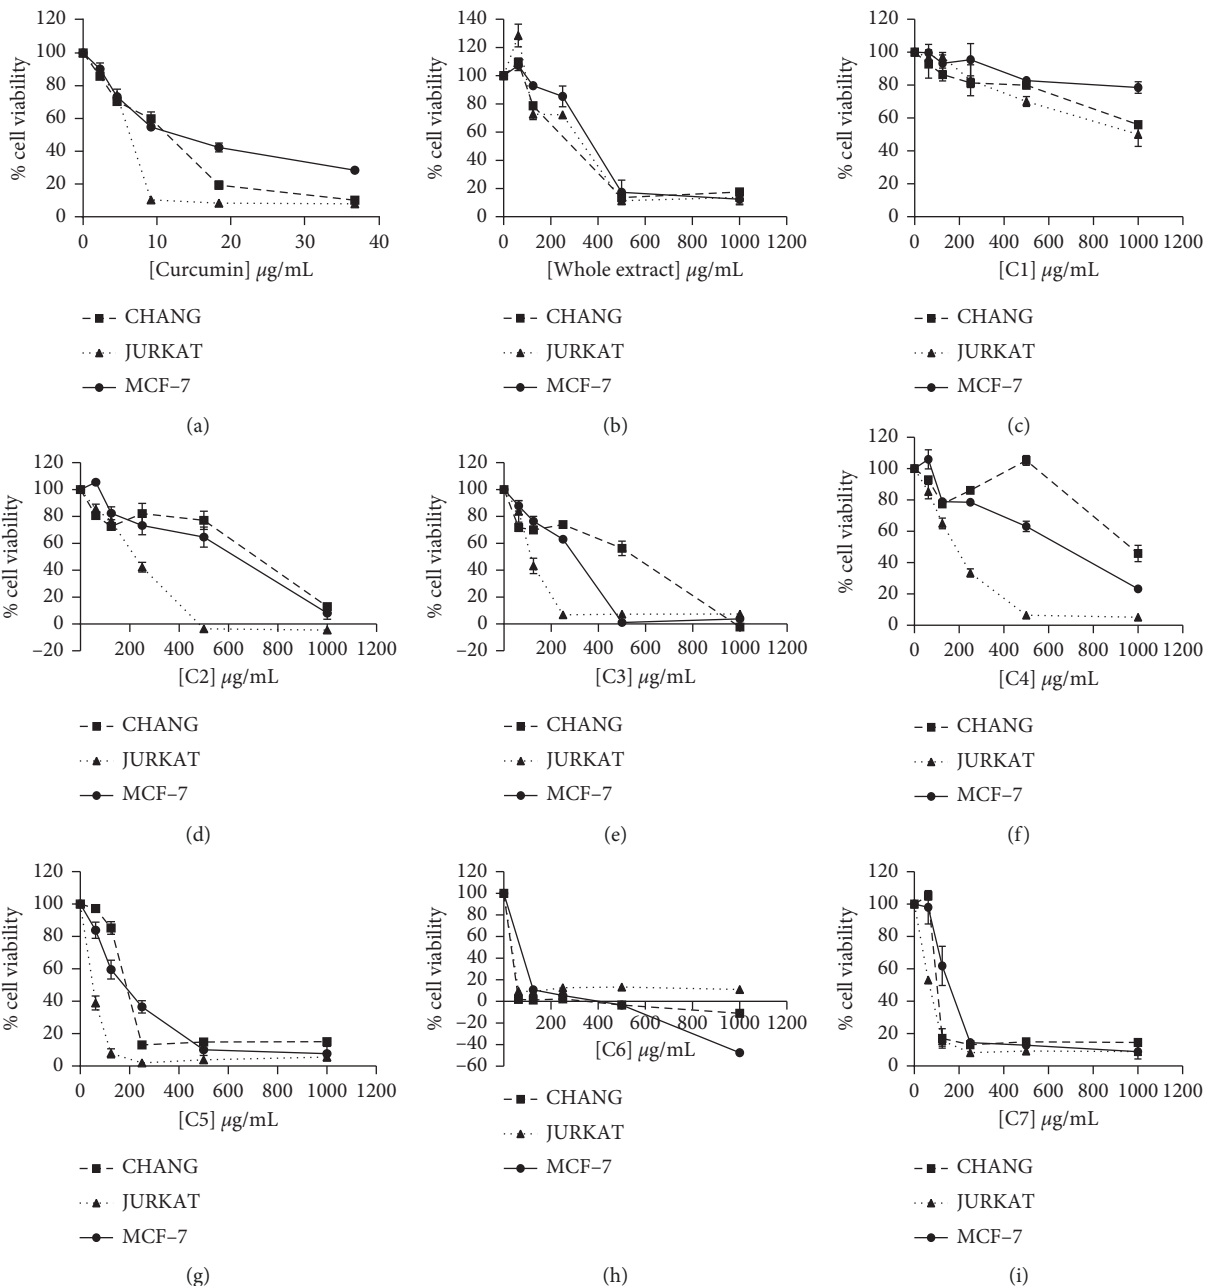 120
100
80
60
40
20
0
% cell viability
0 10 20 30 40
[Curcumin] μg/mL
CHANG
JURKAT
MCF–7
(a)
140
120
100
80
60
40
20
0
% cell viability
0 200 400 600 800 1000 1200
[Whole extract] μg/mL
CHANG
JURKAT
MCF–7
(b)
120
100
80
60
40
20
0
% cell viability
0 200 400 600 800 1000 1200
[C1] μg/mL
CHANG
JURKAT
MCF–7
(c)
120
100
80
60
40
20
0
–20
% cell viability
200 400 600 800 1000 1200
[C2] μg/mL
CHANG
JURKAT
MCF–7
(d)
120
100
80
60
40
20
0
–20
% cell viability
200 400 600 800 1000 1200
[C3] μg/mL
CHANG
JURKAT
MCF–7
(e)
120
100
80
60
40
20
0
% cell viability
0 200 400 600 800 1000 1200
[C4] μg/mL
CHANG
JURKAT
MCF–7
(f)
120
100
80
60
40
20
0
% cell viability
0 200 400 600 800 1000 1200
[C5] μg/mL
CHANG
JURKAT
MCF–7
(g)
120
100
80
60
40
20
0
–20
–40
–60
% cell viability
200 400 600 800 1000 1200
[C6] μg/mL
CHANG
JURKAT
MCF–7
(h)
120
100
80
60
40
20
0
% cell viability
0 200 400 600 800 1000 1200
[C7] μg/mL
CHANG
JURKAT
MCF–7
(i)